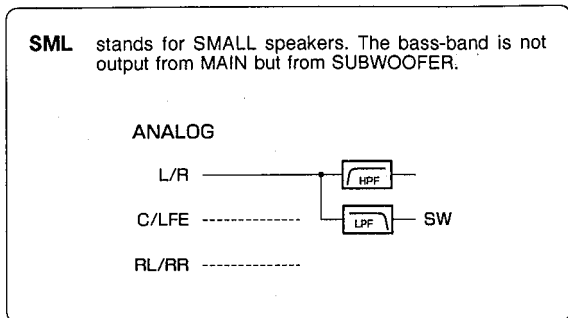 SML stands for SMALL speakers. The bass-band is not
output from MAIN but from SUBWOOFER.
ANALOG
L/R HPF
C/LFE LPF SW
RL/RR